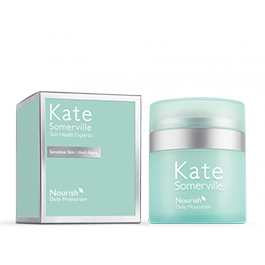 Kate
Somerville
Skin Health Experts
Sensitive Skin / Anti-Aging
Nourish
Daily Moisturizer
Kate
Somerville
Nourish
Daily Moisturizer